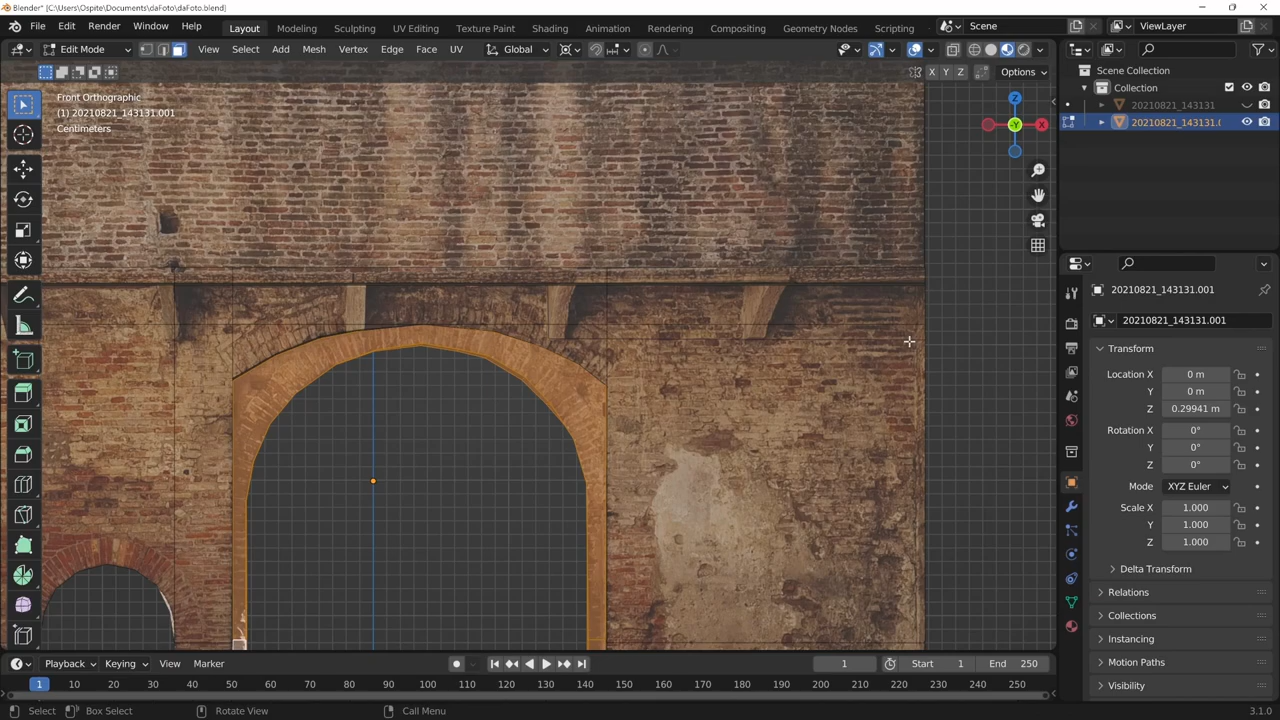 Blender* [C:\Users\Ospite\Documents\daFoto\daFoto.blend]
File Edit Render Window Help Layout Modeling Sculpting UV Editing Texture Paint Shading Animation Rendering Compositing Geometry Nodes Scripting Scene ViewLayer
Edit Mode View Select Add Mesh Vertex Edge Face UV Global
X Y Z Options
Scene Collection
Collection
20210821_143131
20210821_143131.(
Front Orthographic
(1) 20210821_143131.001
Centimeters
Z
-Y X
20210821_143131.001
20210821_143131.001
Transform
Location X 0 m
Y 0 m
Z 0.29941 m
Rotation X 0°
Y 0°
Z 0°
Mode XYZ Euler
Scale X 1.000
Y 1.000
Z 1.000
Delta Transform
Relations
Collections
Instancing
Motion Paths
Visibility
Playback Keying View Marker 1 Start 1 End 250
1 10 20 30 40 50 60 70 80 90 100 110 120 130 140 150 160 170 180 190 200 210 220 230 240 250
Select Box Select Rotate View Call Menu 3.1.0